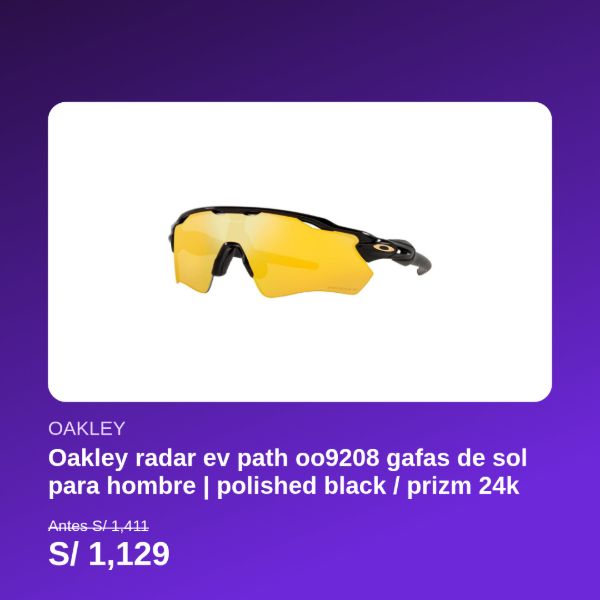 OAKLEY
Oakley radar ev path oo9208 gafas de sol
para hombre | polished black / prizm 24k
Antes S/ 1,411
S/ 1,129